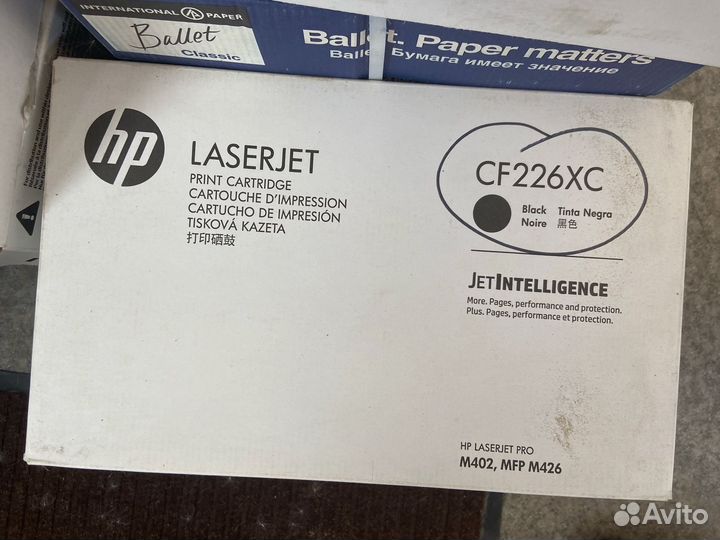 INTERNATIONAL PAPER
Ballet
Classic
Ballet. Paper matters
Ballet. Бумага имеет значение
hp
LASERJET
PRINT CARTRIDGE
CARTOUCHE D'IMPRESSION
CARTUCHO DE IMPRESIÓN
TISKOVÁ KAZETA
打印硒鼓
CF226XC
Black Tinta Negra
Noire 黑色
JETINTELLIGENCE
More. Pages, performance and protection.
Plus. Pages, performance et protection.
HP LASERJET PRO
M402, MFP M426
Avito